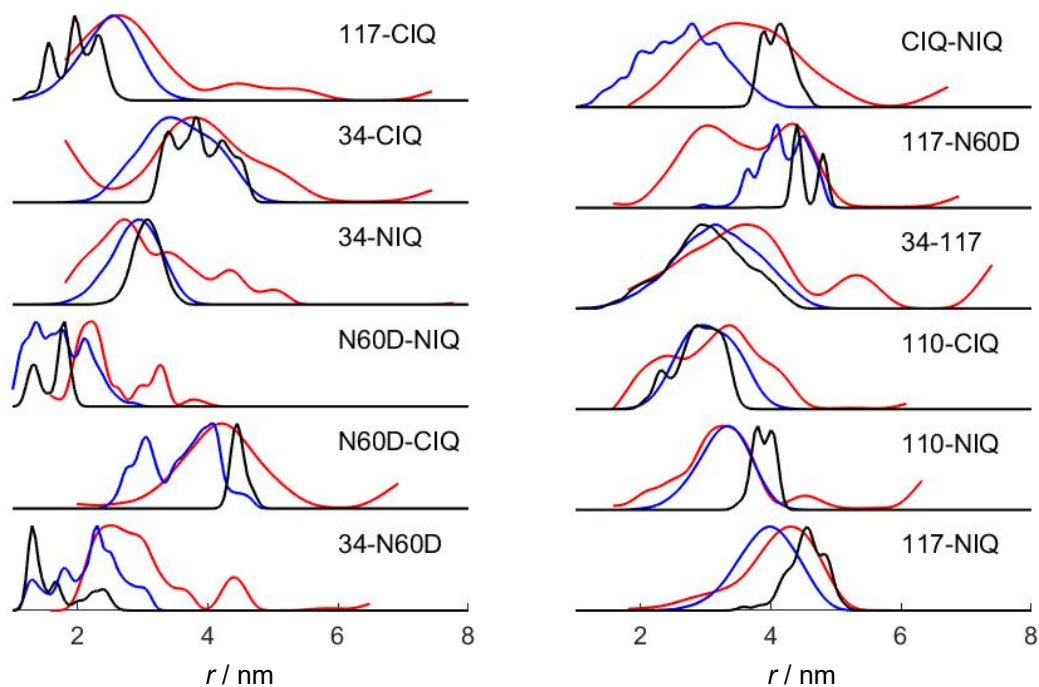 117-CIQ
34-CIQ
34-NIQ
N60D-NIQ
N60D-CIQ
34-N60D
2 4 6 8
r / nm
CIQ-NIQ
117-N60D
34-117
110-CIQ
110-NIQ
117-NIQ
2 4 6 8
r / nm